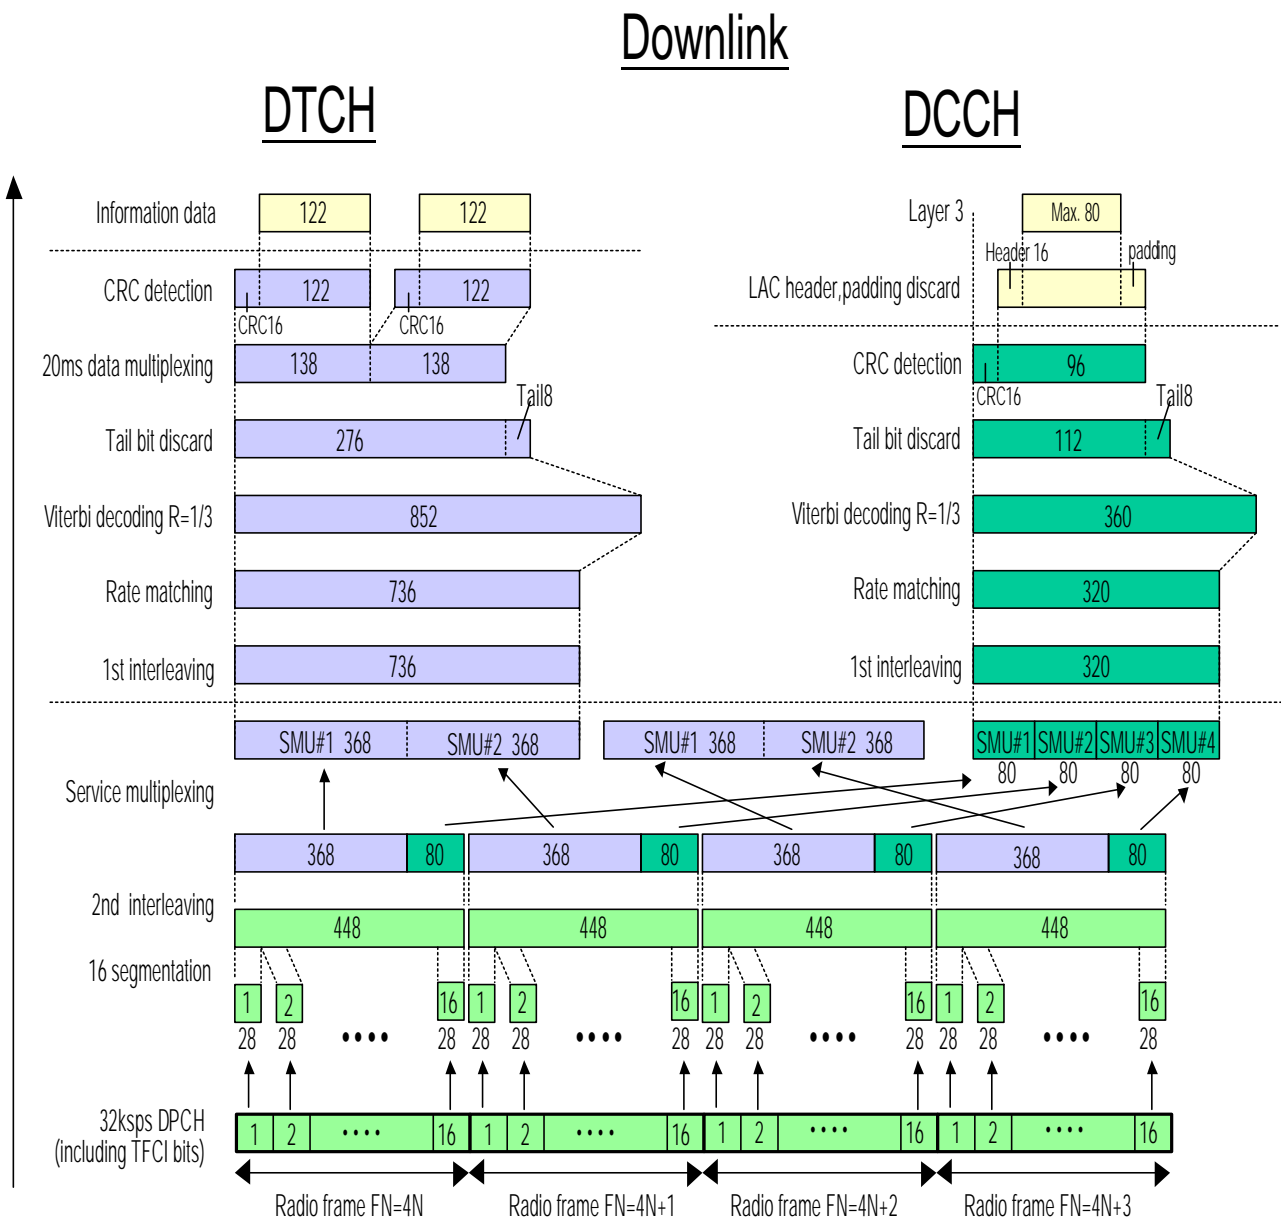 Downlink
DTCH
DCCH
Information data
122
122
Layer 3
Max. 80
Header 16
padding
CRC detection
122
122
LAC header,padding discard
CRC16
CRC16
20ms data multiplexing
138
138
CRC detection
96
CRC16
Tail8
Tail8
Tail bit discard
276
Tail bit discard
112
Viterbi decoding R=1/3
852
Viterbi decoding R=1/3
360
Rate matching
736
Rate matching
320
1st interleaving
736
1st interleaving
320
SMU#1 368
SMU#2 368
SMU#1 368
SMU#2 368
SMU#1
SMU#2
SMU#3
SMU#4
80
80
80
80
Service multiplexing
368
80
368
80
368
80
368
80
2nd interleaving
448
448
448
448
16 segmentation
1
2
16
1
2
16
1
2
16
1
2
16
28
28
••••
28
28
28
••••
28
28
28
••••
28
28
28
••••
28
32ksps DPCH
(including TFCI bits)
1
2
••••
16
1
2
••••
16
1
2
••••
16
1
2
••••
16
Radio frame FN=4N
Radio frame FN=4N+1
Radio frame FN=4N+2
Radio frame FN=4N+3